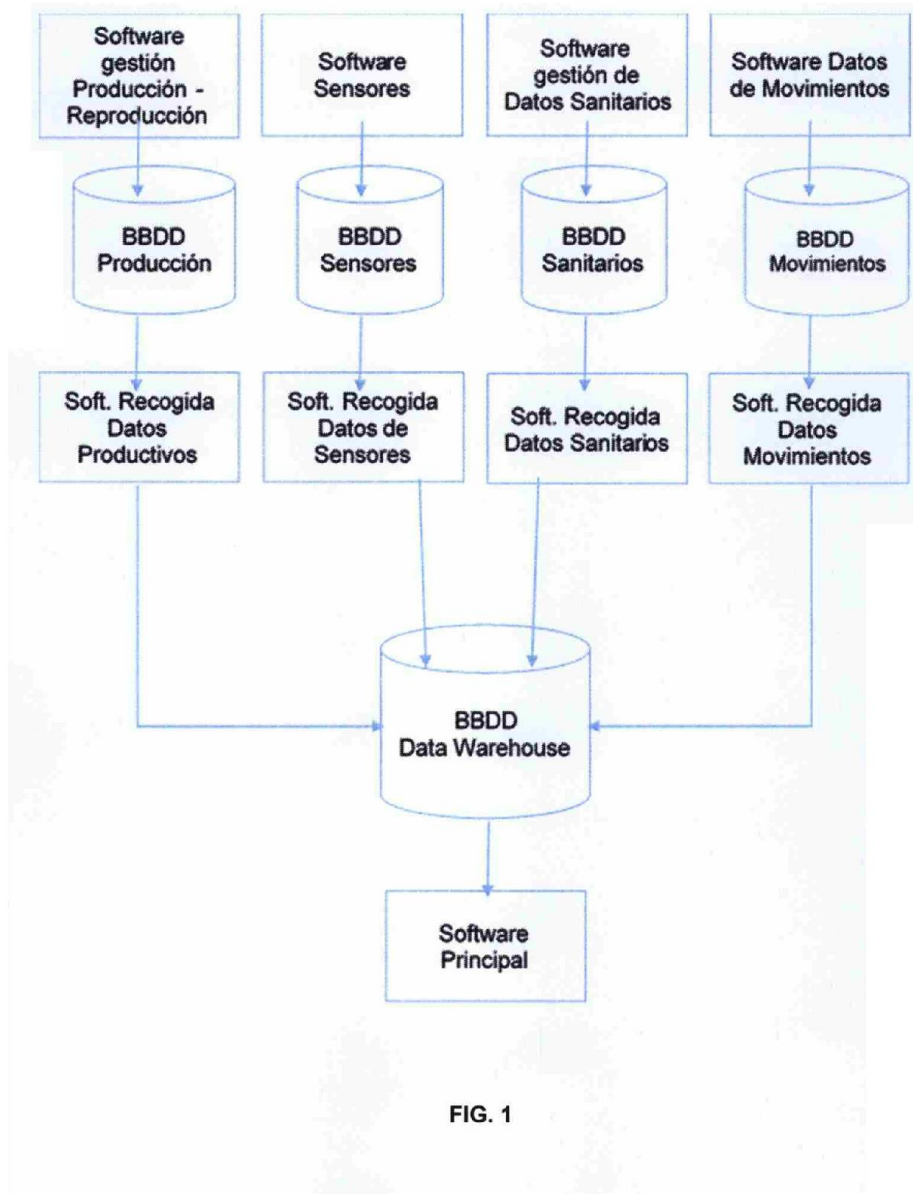 Software
gestión
Producción -
Reproducción
Software
Sensores
Software
gestión de
Datos Sanitarios
Software Datos
de Movimientos
BBDD
Producción
BBDD
Sensores
BBDD
Sanitarios
BBDD
Movimientos
Soft. Recogida
Datos
Productivos
Soft. Recogida
Datos de
Sensores
Soft. Recogida
Datos Sanitarios
Soft. Recogida
Datos
Movimientos
BBDD
Data Warehouse
Software
Principal
FIG. 1